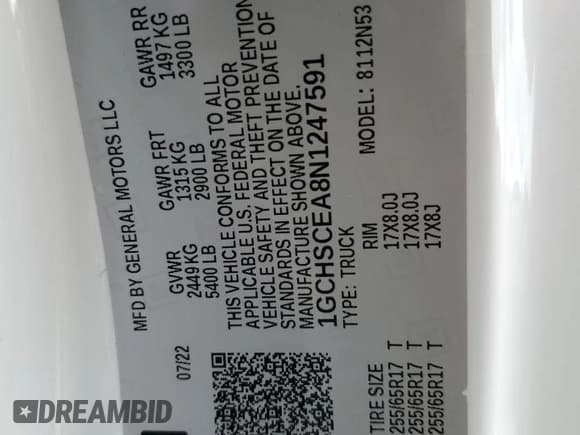 MFD BY GENERAL MOTORS LLC
07/22 GVWR GAWR FRT GAWR RR
2449 KG 1315 KG 1497 KG
5400 LB 2900 LB 3300 LB
THIS VEHICLE CONFORMS TO ALL
APPLICABLE U.S. FEDERAL MOTOR
VEHICLE SAFETY AND THEFT PREVENTION
STANDARDS IN EFFECT ON THE DATE OF
MANUFACTURE SHOWN ABOVE.
1GCHSCEA8N1247591
TYPE: TRUCK MODEL: 8112N53
TIRE SIZE RIM
255/65R17 T 17X8.0J
255/65R17 T 17X8.0J
255/65R17 T 17X8J
DREAMBID